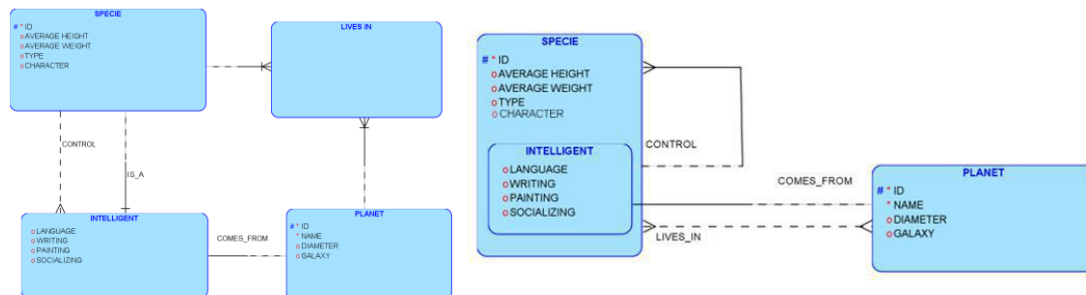 SPECIE
# * ID
o AVERAGE HEIGHT
o AVERAGE WEIGHT
o TYPE
o CHARACTER
LIVES IN
CONTROL
IS_A
INTELLIGENT
o LANGUAGE
o WRITING
o PAINTING
o SOCIALIZING
COMES_FROM
PLANET
# * ID
* NAME
o DIAMETER
o GALAXY
SPECIE
# * ID
o AVERAGE HEIGHT
o AVERAGE WEIGHT
o TYPE
o CHARACTER
INTELLIGENT
o LANGUAGE
o WRITING
o PAINTING
o SOCIALIZING
CONTROL
COMES_FROM
LIVES_IN
PLANET
# * ID
* NAME
o DIAMETER
o GALAXY